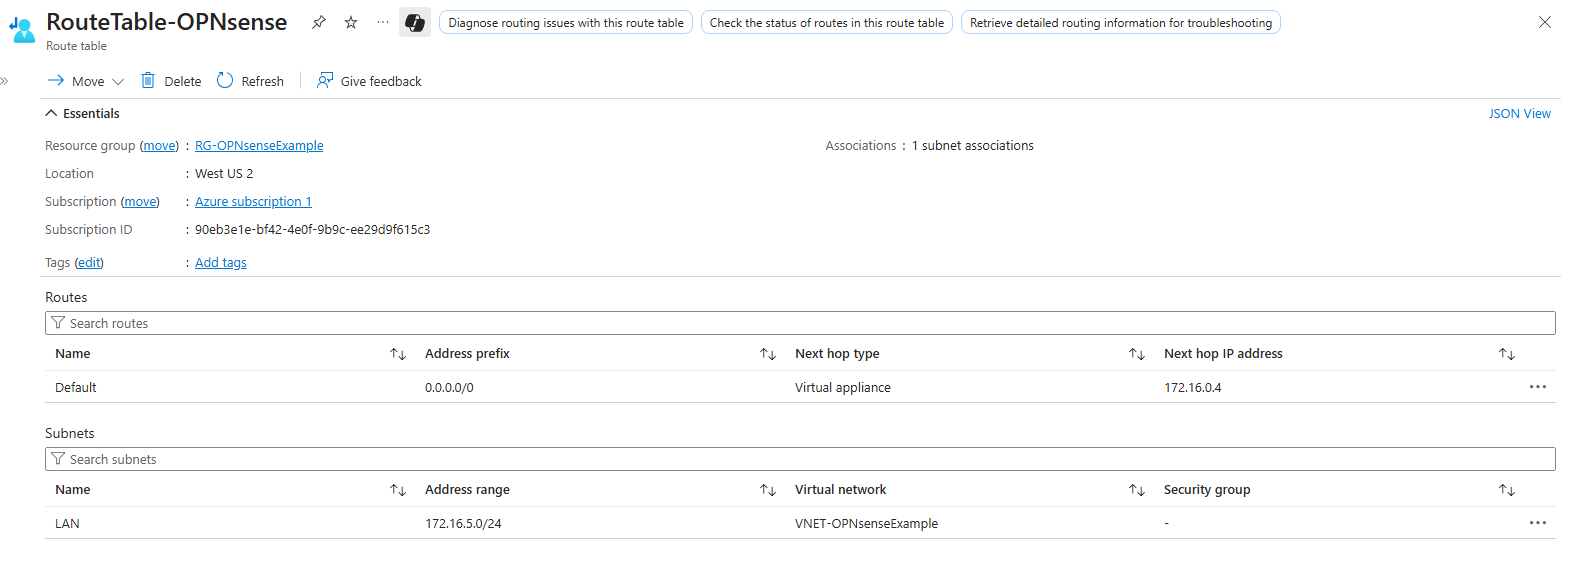 RouteTable-OPNsense
Diagnose routing issues with this route table
Check the status of routes in this route table
Retrieve detailed routing information for troubleshooting
Route table
Move
Delete
Refresh
Give feedback
Essentials
JSON View
Resource group (move) : RG-OPNsenseExample
Associations : 1 subnet associations
Location : West US 2
Subscription (move) : Azure subscription 1
Subscription ID : 90eb3e1e-bf42-4e0f-9b9c-ee29d9f615c3
Tags (edit) : Add tags
Routes
Search routes
Name Address prefix Next hop type Next hop IP address
Default 0.0.0.0/0 Virtual appliance 172.16.0.4
Subnets
Search subnets
Name Address range Virtual network Security group
LAN 172.16.5.0/24 VNET-OPNsenseExample -